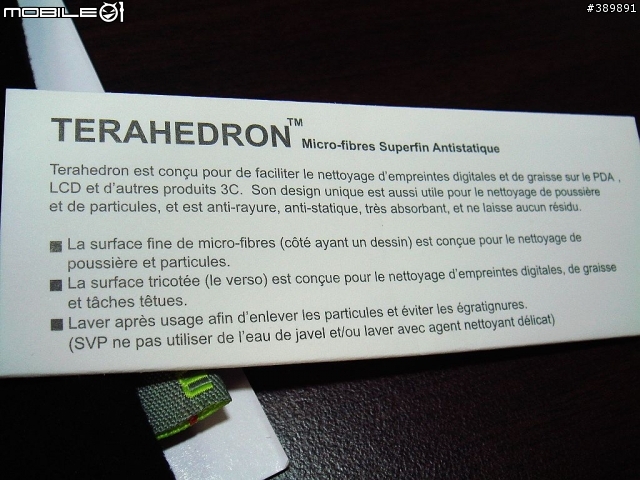 MOBILE01
#389891
TERAHEDRON™ Micro-fibres Superfin Antistatique
Terahedron est conçu pour de faciliter le nettoyage d'empreintes digitales et de graisse sur le PDA ,
LCD et d'autres produits 3C. Son design unique est aussi utile pour le nettoyage de poussière
et de particules, et est anti-rayure, anti-statique, très absorbant, et ne laisse aucun résidu.
La surface fine de micro-fibres (côté ayant un dessin) est conçue pour le nettoyage de
poussière et particules.
La surface tricotée (le verso) est conçue pour le nettoyage d'empreintes digitales, de graisse
et tâches têtues.
Laver après usage afin d'enlever les particules et éviter les égratignures.
(SVP ne pas utiliser de l'eau de javel et/ou laver avec agent nettoyant délicat)